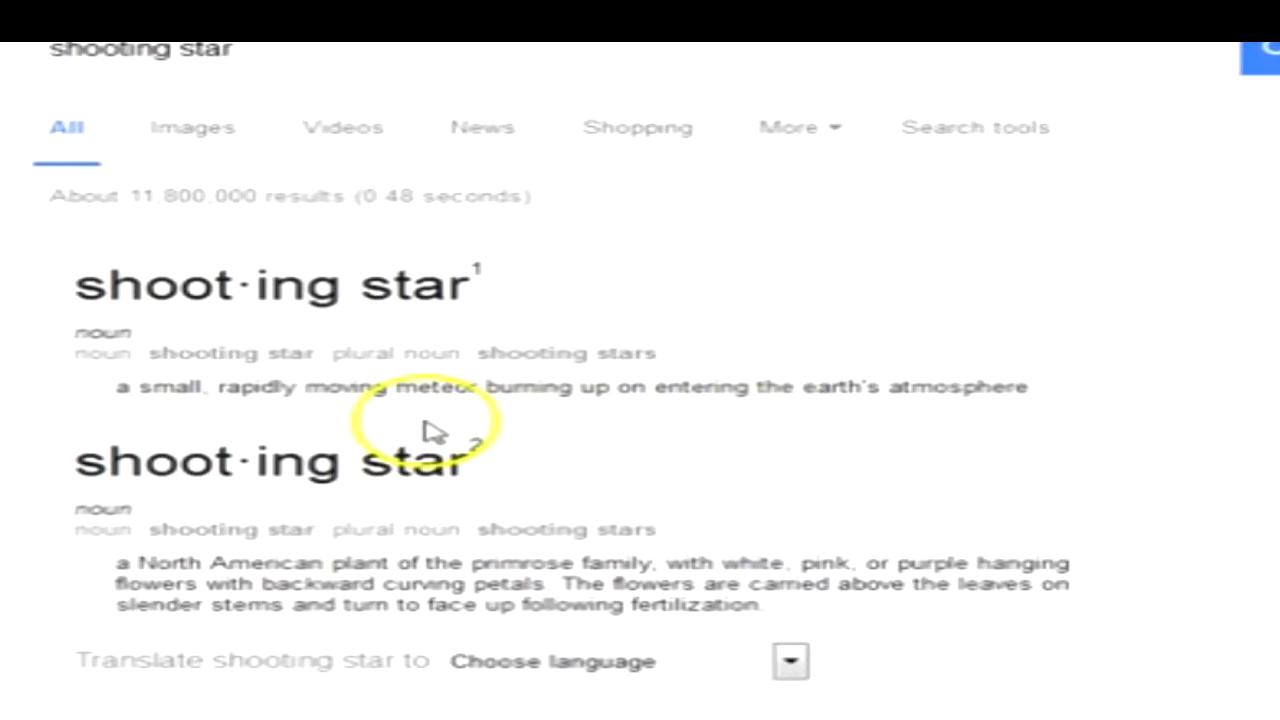 shooting star
All Images Videos News Shopping More Search tools
About 11,800,000 results (0.48 seconds)
shoot·ing star¹
noun
noun shooting star plural noun shooting stars
a small, rapidly moving meteor burning up on entering the earth's atmosphere
shoot·ing star²
noun
noun shooting star plural noun shooting stars
a North American plant of the primrose family, with white, pink, or purple hanging
flowers with backward curving petals. The flowers are carried above the leaves on
slender stems and turn to face up following fertilization.
Translate shooting star to Choose language